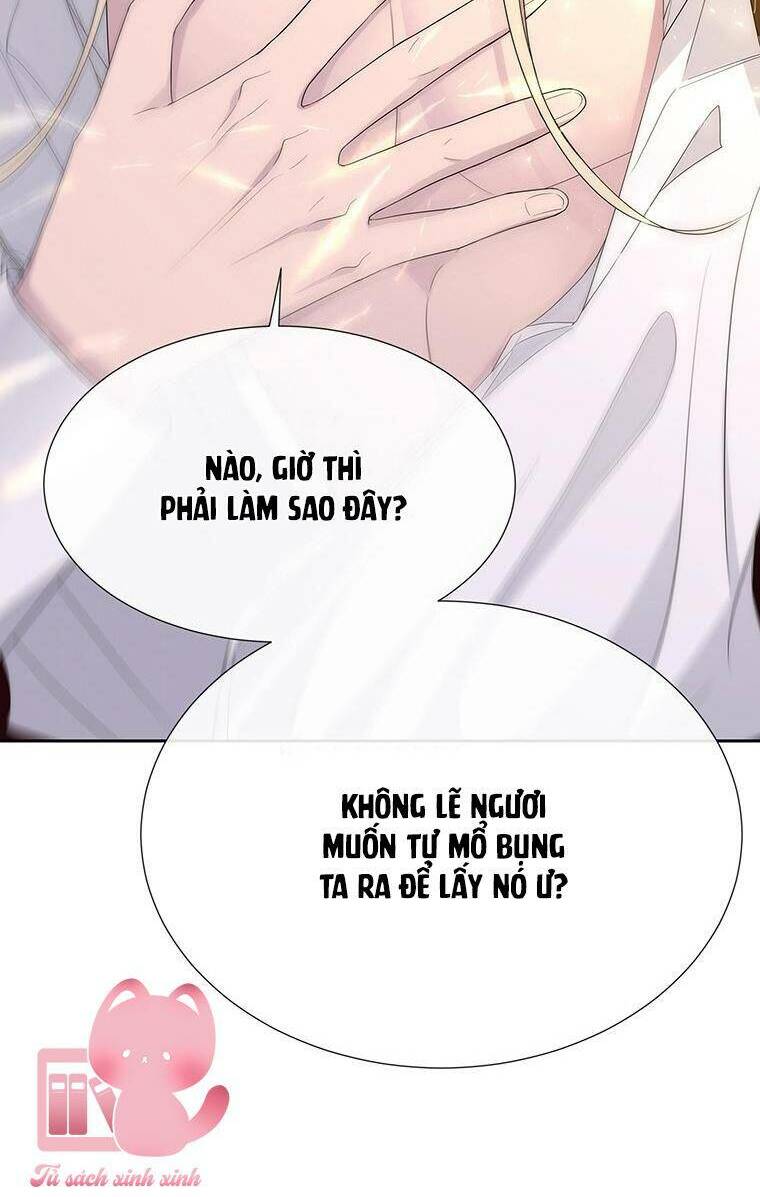 NÀO, GIỜ THÌ
PHẢI LÀM SAO ĐÂY?
KHÔNG LẼ NGƯƠI
MUỐN TỰ MỔ BỤNG
TA RA ĐỂ LẤY NÓ Ư?
Tủ sách xinh xinh